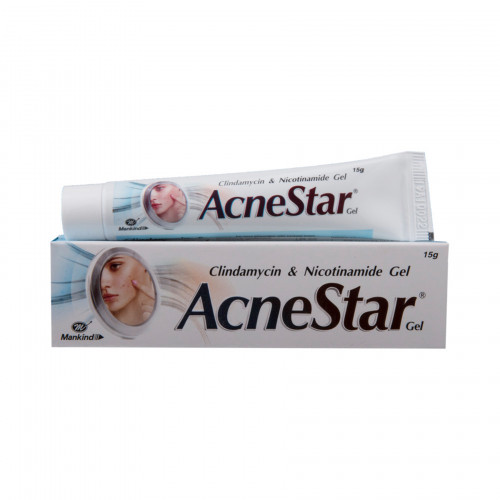 Clindamycin & Nicotinamide Gel
15g
AcneStar®
Gel
Mankind
Clindamycin & Nicotinamide Gel
15g
AcneStar®
Gel
Mankind